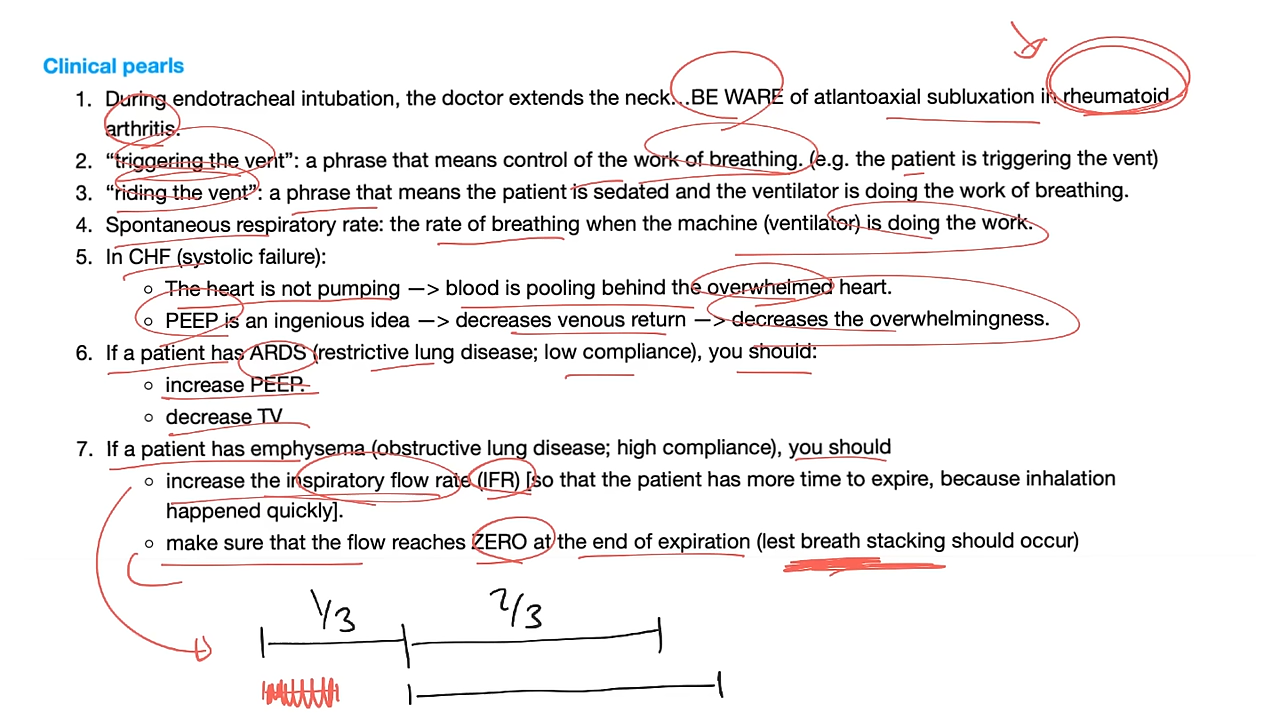 Clinical pearls
1. During endotracheal intubation, the doctor extends the neck...BE WARE of atlantoaxial subluxation in rheumatoid
arthritis.
2. “triggering the vent”: a phrase that means control of the work of breathing. (e.g. the patient is triggering the vent)
3. “riding the vent”: a phrase that means the patient is sedated and the ventilator is doing the work of breathing.
4. Spontaneous respiratory rate: the rate of breathing when the machine (ventilator) is doing the work.
5. In CHF (systolic failure):
○ The heart is not pumping —> blood is pooling behind the overwhelmed heart.
○ PEEP is an ingenious idea —> decreases venous return —> decreases the overwhelmingness.
6. If a patient has ARDS (restrictive lung disease; low compliance), you should:
○ increase PEEP.
○ decrease TV
7. If a patient has emphysema (obstructive lung disease; high compliance), you should
○ increase the inspiratory flow rate (IFR) [so that the patient has more time to expire, because inhalation
happened quickly].
○ make sure that the flow reaches ZERO at the end of expiration (lest breath stacking should occur)
1/3 2/3